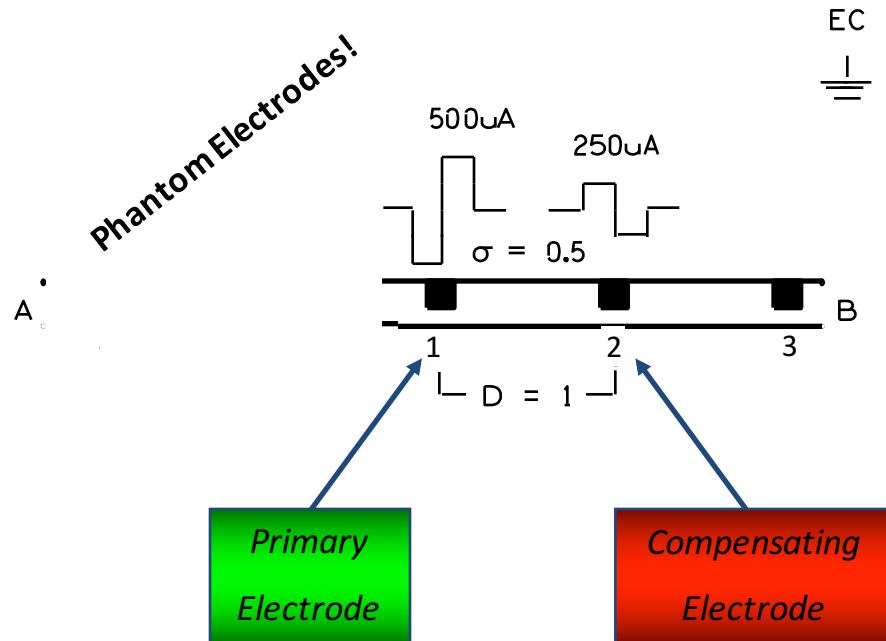 EC
Phantom Electrodes!
500uA
250uA
σ = 0.5
A
B
1
2
3
D = 1
Primary
Electrode
Compensating
Electrode